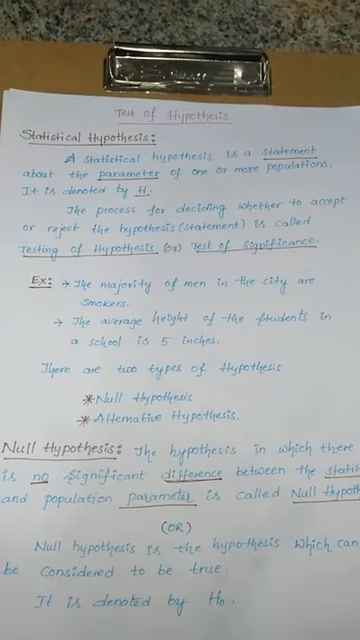 Test of Hypothesis
Statistical Hypothesis:
A statistical hypothesis is a statement
about the parameter of one or more populations.
It is denoted by H.
The process for deciding whether to accept
or reject the hypothesis (statement) is called
Testing of Hypothesis (or) Test of Significance.
Ex: → The majority of men in the city are
smokers.
→ The average height of the students in
a school is 5 inches.
There are two types of Hypothesis
* Null Hypothesis
* Alternative Hypothesis.
Null Hypothesis: The hypothesis in which there
is no significant difference between the
and population parameter is called Null
(OR)
Null hypothesis is the hypothesis which can
be considered to be true.
It is denoted by H₀.